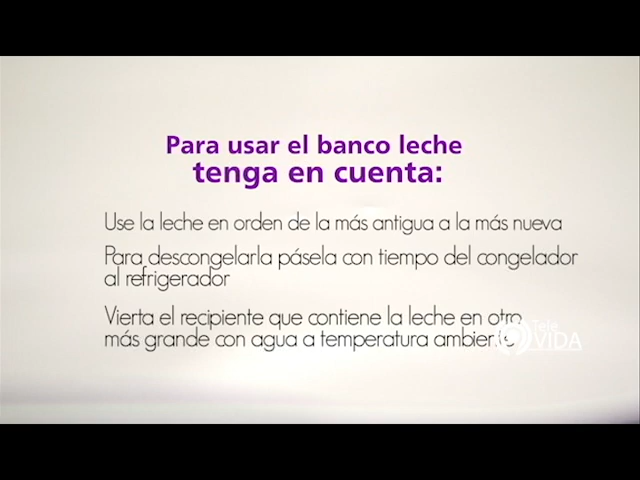 Para usar el banco leche
tenga en cuenta:
Use la leche en orden de la más antigua a la más nueva
Para descongelarla pásela con tiempo del congelador
al refrigerador
Vierta el recipiente que contiene la leche en otro
más grande con agua a temperatura ambiente
Tele
VIDA